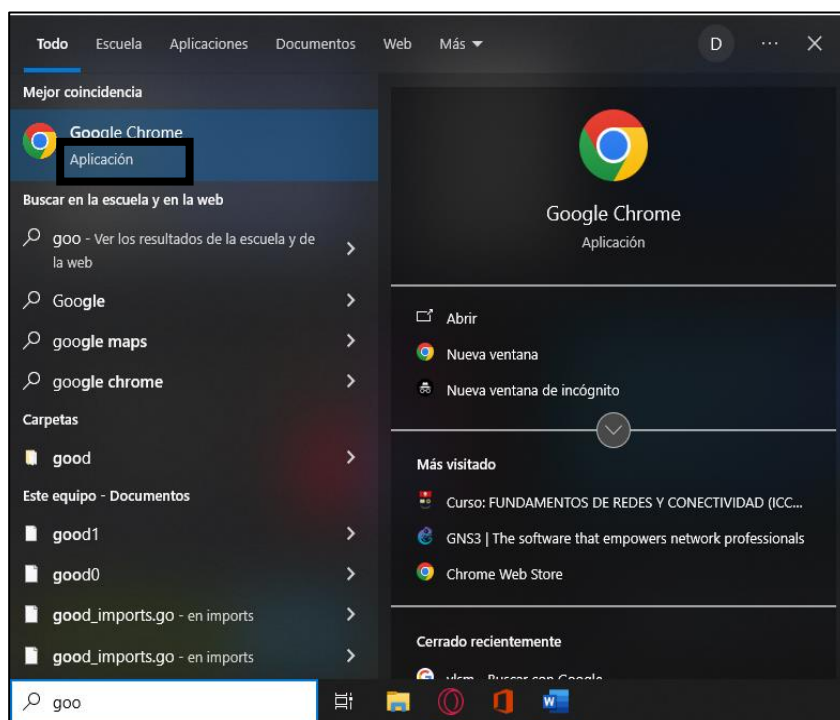 Todo Escuela Aplicaciones Documentos Web Más D ...
Mejor coincidencia
Google Chrome
Aplicación
Buscar en la escuela y en la web
goo - Ver los resultados de la escuela y de
la web
Google
google maps
google chrome
Carpetas
good
Este equipo - Documentos
good1
good0
good_imports.go - en imports
good_imports.go - en imports
goo
Google Chrome
Aplicación
Abrir
Nueva ventana
Nueva ventana de incógnito
Más visitado
Curso: FUNDAMENTOS DE REDES Y CONECTIVIDAD (ICC...
GNS3 | The software that empowers network professionals
Chrome Web Store
Cerrado recientemente